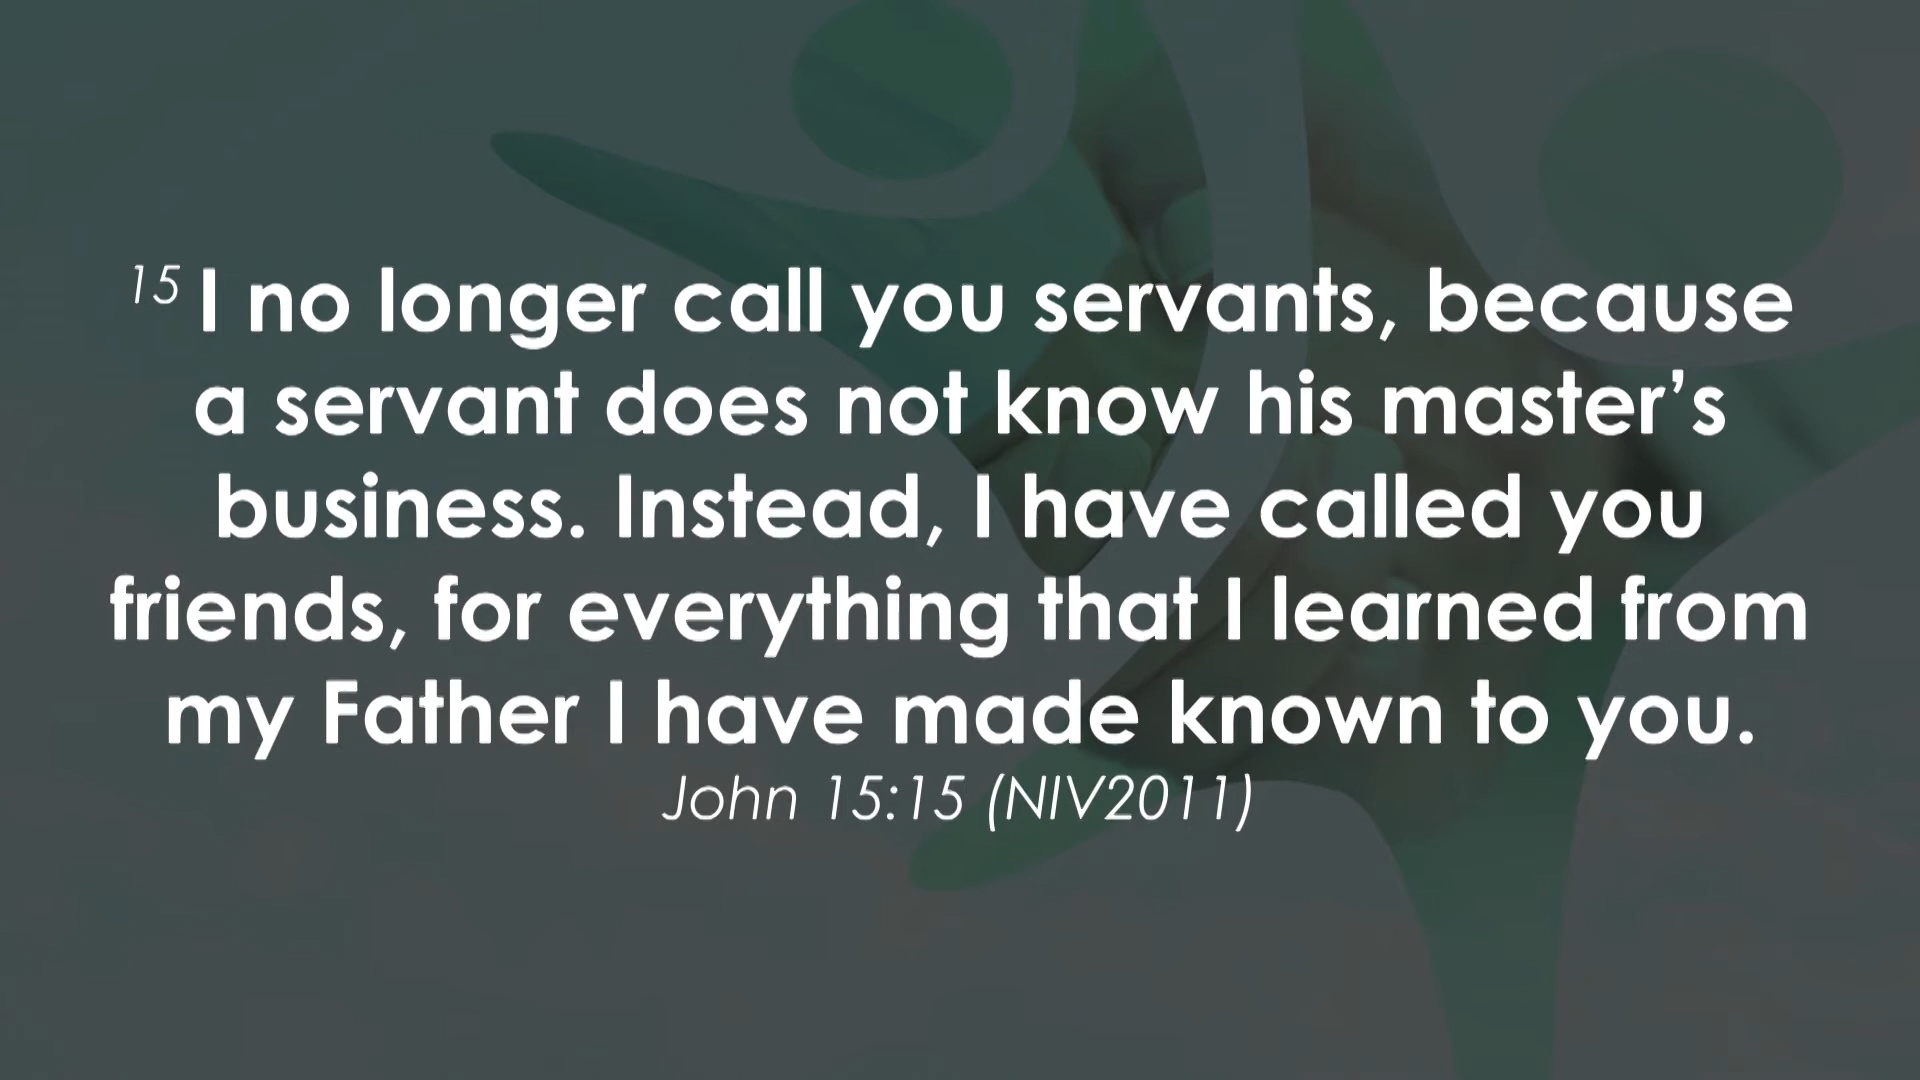 15 I no longer call you servants, because
a servant does not know his master’s
business. Instead, I have called you
friends, for everything that I learned from
my Father I have made known to you.
John 15:15 (NIV2011)